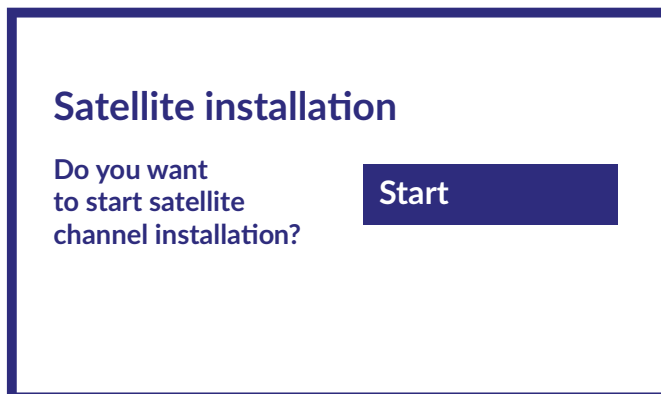 Satellite installation
Do you want
to start satellite
channel installation?
Start